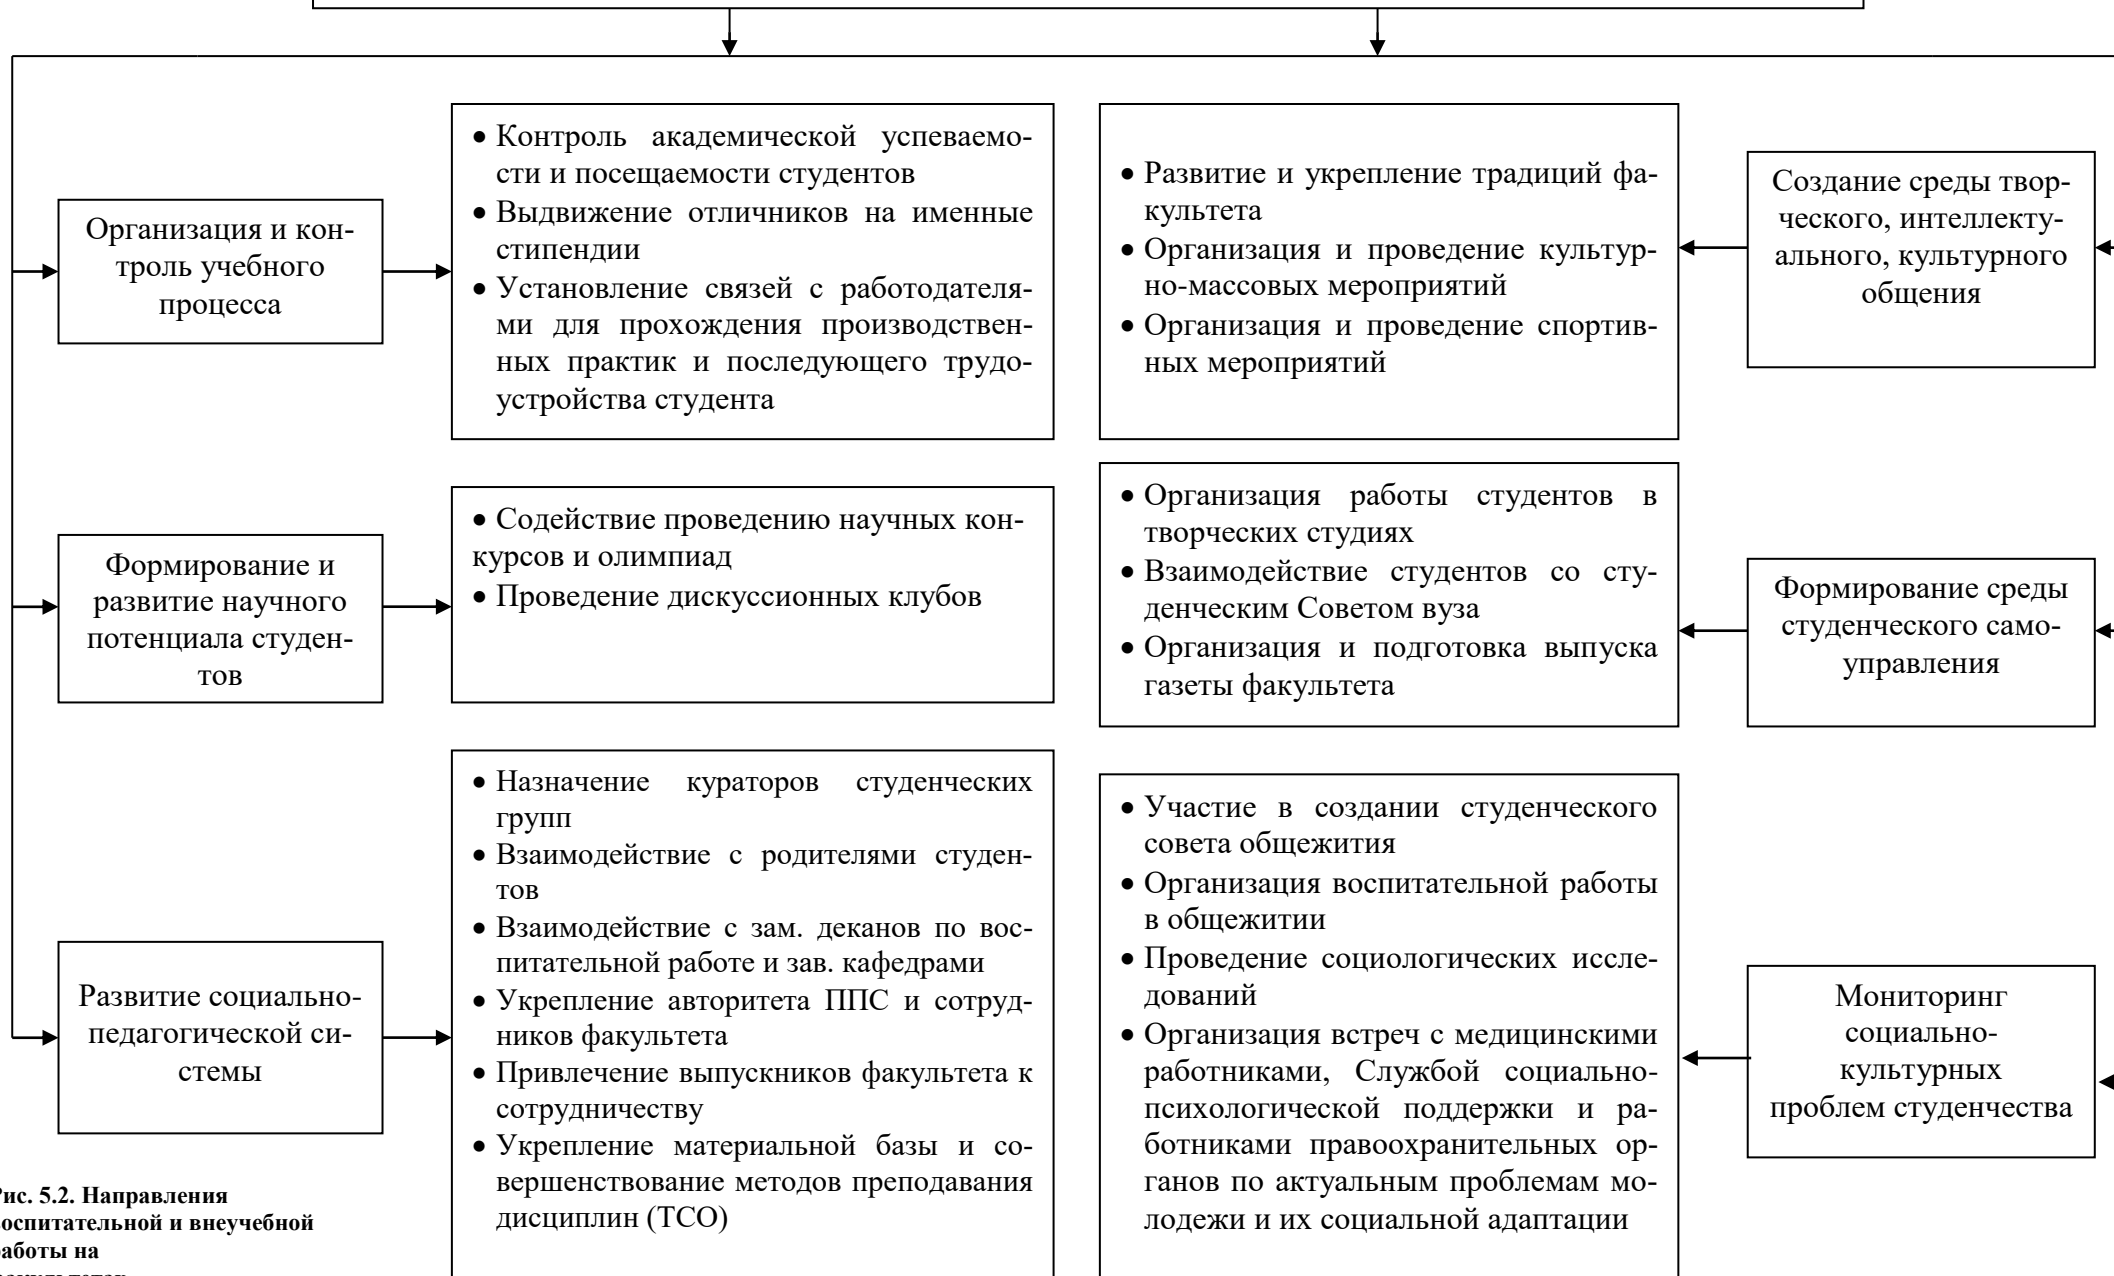 Организация и кон-
троль учебного
процесса
• Контроль академической успеваемо-
сти и посещаемости студентов
• Выдвижение отличников на именные
стипендии
• Установление связей с работодателя-
ми для прохождения производствен-
ных практик и последующего трудо-
устройства студента
• Развитие и укрепление традиций фа-
культета
• Организация и проведение культур-
но-массовых мероприятий
• Организация и проведение спортив-
ных мероприятий
Создание среды твор-
ческого, интеллекту-
ального, культурного
общения
Формирование и
развитие научного
потенциала студен-
тов
• Содействие проведению научных кон-
курсов и олимпиад
• Проведение дискуссионных клубов
• Организация работы студентов в
творческих студиях
• Взаимодействие студентов со сту-
денческим Советом вуза
• Организация и подготовка выпуска
газеты факультета
Формирование среды
студенческого само-
управления
Развитие социально-
педагогической си-
стемы
• Назначение кураторов студенческих
групп
• Взаимодействие с родителями студен-
тов
• Взаимодействие с зам. деканов по вос-
питательной работе и зав. кафедрами
• Укрепление авторитета ППС и сотруд-
ников факультета
• Привлечение выпускников факультета к
сотрудничеству
• Укрепление материальной базы и со-
вершенствование методов преподавания
дисциплин (ТСО)
• Участие в создании студенческого
совета общежития
• Организация воспитательной работы
в общежитии
• Проведение социологических иссле-
дований
• Организация встреч с медицинскими
работниками, Службой социально-
психологической поддержки и ра-
ботниками правоохранительных ор-
ганов по актуальным проблемам мо-
лодежи и их социальной адаптации
Мониторинг
социально-
культурных
проблем студенчества
Рис. 5.2. Направления
воспитательной и внеучебной
работы на